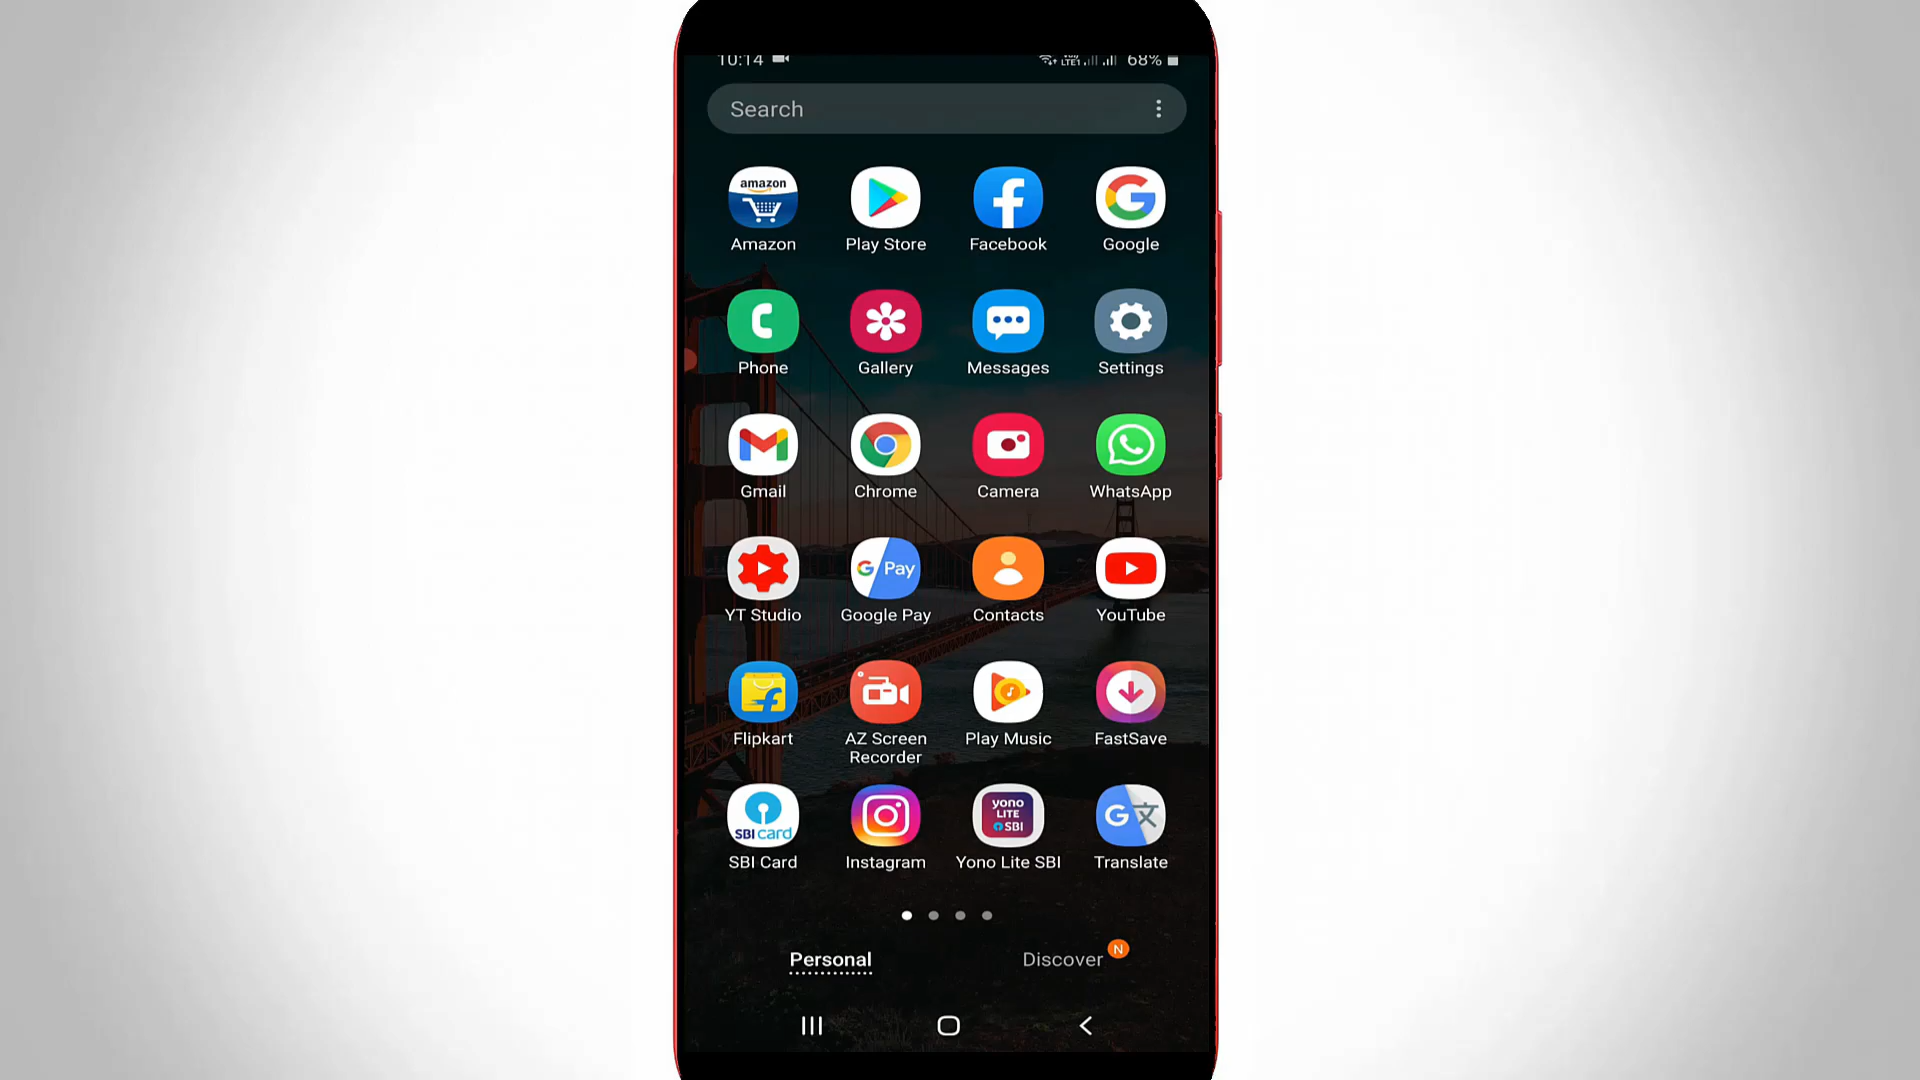 10:14 68%
Search
amazon
Amazon Play Store Facebook Google
Phone Gallery Messages Settings
Gmail Chrome Camera WhatsApp
G Pay
YT Studio Google Pay Contacts YouTube
Flipkart AZ Screen Recorder Play Music FastSave
SBI card
yono
LITE
SBI
G 文
SBI Card Instagram Yono Lite SBI Translate
Personal Discover N